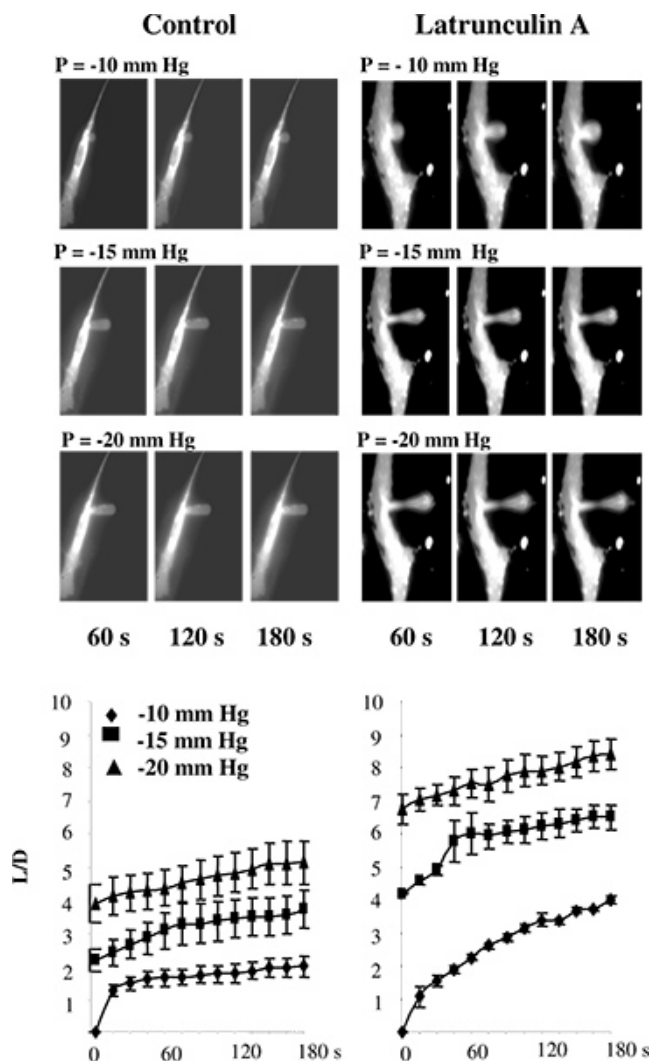 Control Latrunculin A
P = -10 mm Hg P = - 10 mm Hg
P = -15 mm Hg P = -15 mm Hg
P = -20 mm Hg P = -20 mm Hg
60 s 120 s 180 s 60 s 120 s 180 s
10 10
-10 mm Hg
9 9
-15 mm Hg
8 8
-20 mm Hg
7 7
6 6
5 5
L/D
4 4
3 3
2 2
1 1
0 60 120 180 s 0 60 120 180 s